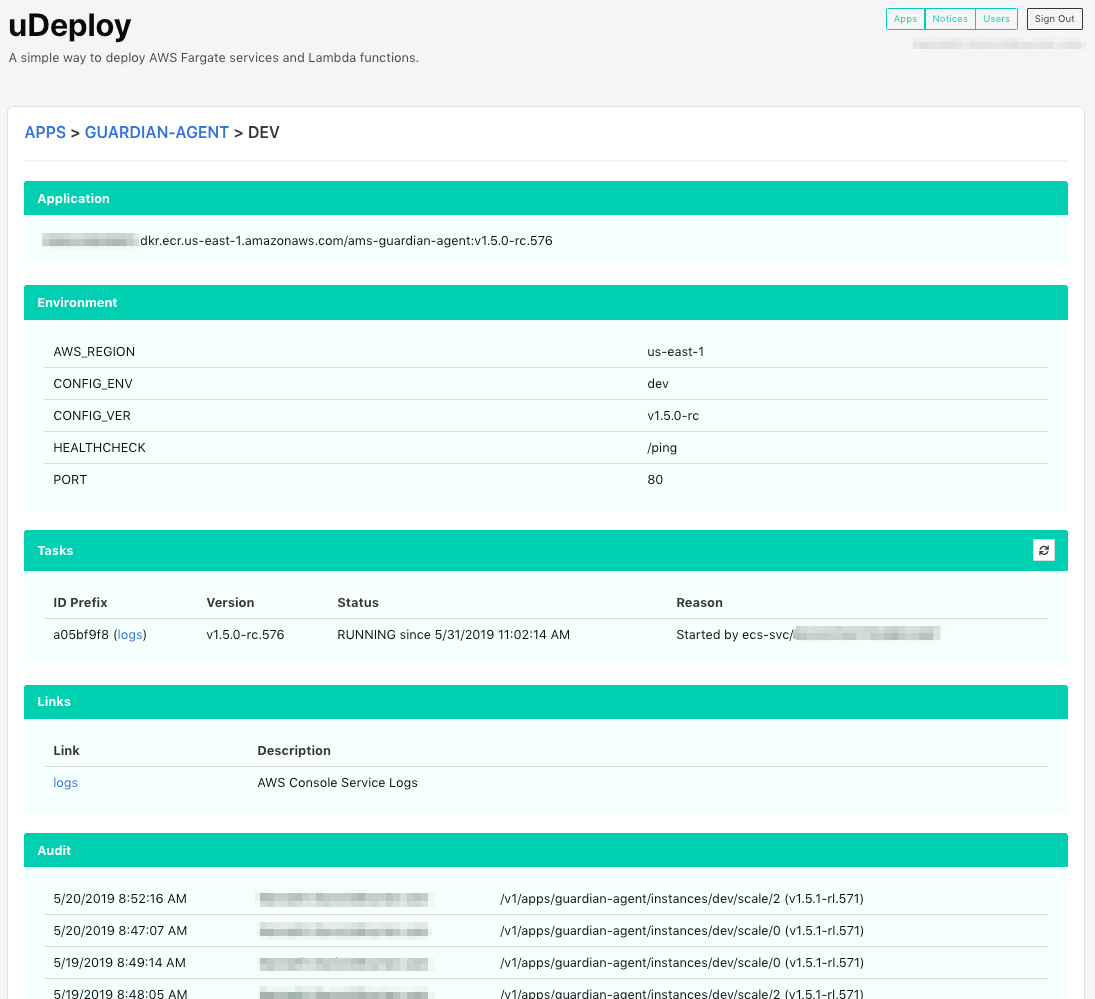 uDeploy
Apps Notices Users Sign Out
A simple way to deploy AWS Fargate services and Lambda functions.
APPS > GUARDIAN-AGENT > DEV
Application
dkr.ecr.us-east-1.amazonaws.com/ams-guardian-agent:v1.5.0-rc.576
Environment
AWS_REGION us-east-1
CONFIG_ENV dev
CONFIG_VER v1.5.0-rc
HEALTHCHECK /ping
PORT 80
Tasks
ID Prefix Version Status Reason
a05bf9f8 (logs) v1.5.0-rc.576 RUNNING since 5/31/2019 11:02:14 AM Started by ecs-svc/
Links
Link Description
logs AWS Console Service Logs
Audit
5/20/2019 8:52:16 AM /v1/apps/guardian-agent/instances/dev/scale/2 (v1.5.1-rl.571)
5/20/2019 8:47:07 AM /v1/apps/guardian-agent/instances/dev/scale/0 (v1.5.1-rl.571)
5/19/2019 8:49:14 AM /v1/apps/guardian-agent/instances/dev/scale/0 (v1.5.1-rl.571)
5/19/2019 8:48:05 AM /v1/apps/guardian-agent/instances/dev/scale/2 (v1.5.1-rl.571)